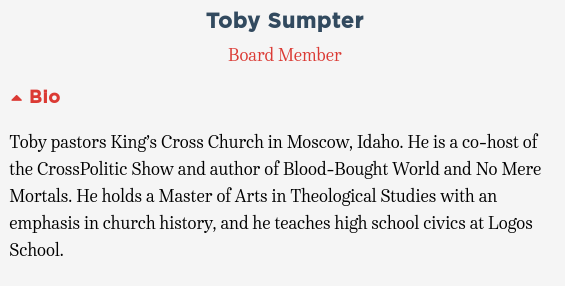 Toby Sumpter
Board Member
Bio
Toby pastors King’s Cross Church in Moscow, Idaho. He is a co-host of
the CrossPolitic Show and author of Blood-Bought World and No Mere
Mortals. He holds a Master of Arts in Theological Studies with an
emphasis in church history, and he teaches high school civics at Logos
School.